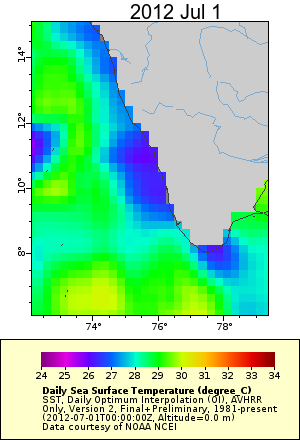 2012 Jul 1
14°
12°
10°
8°
74° 76° 78°
24 25 26 27 28 29 30 31 32 33 34
Daily Sea Surface Temperature (degree_C)
SST, Daily Optimum Interpolation (OI), AVHRR
Only, Version 2, Final+Preliminary, 1981-present
(2012-07-01T00:00:00Z, Altitude=0.0 m)
Data courtesy of NOAA NCEI